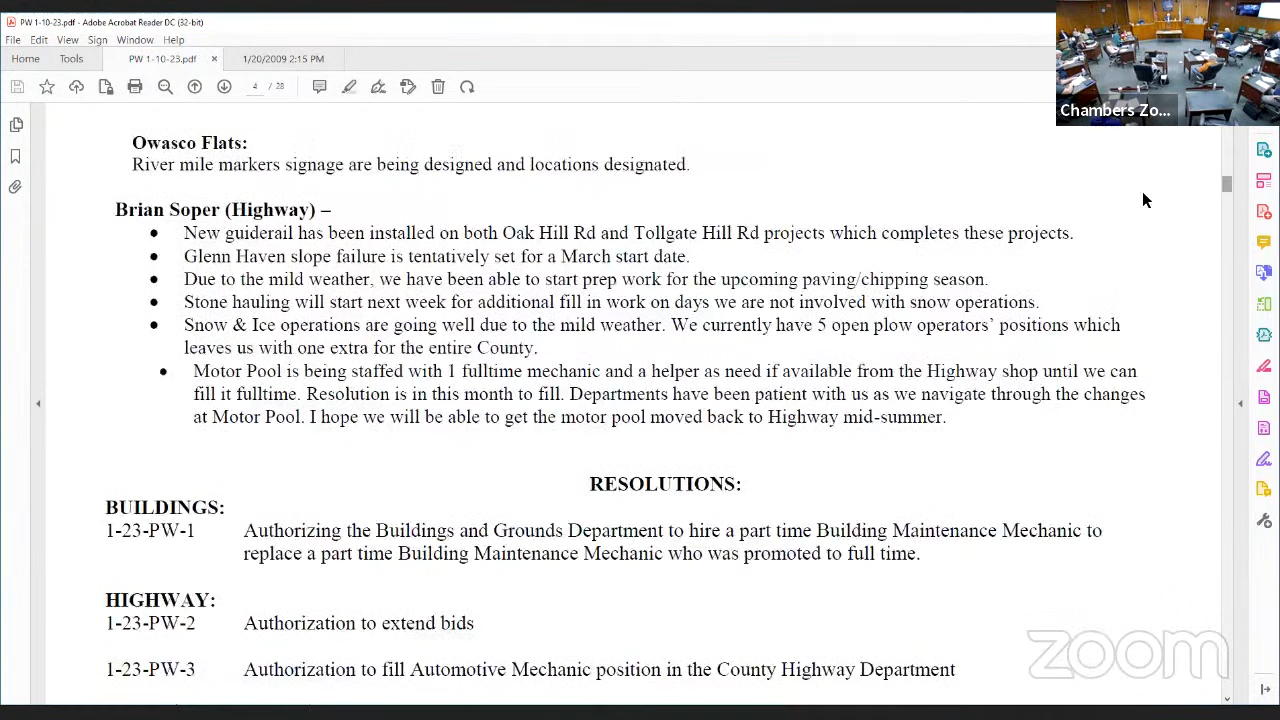 PW 1-10-23.pdf - Adobe Acrobat Reader DC (32-bit)
File Edit View Sign Window Help
Home Tools PW 1-10-23.pdf × 1/20/2009 2:15 PM
4 / 28
Chambers Zo...
Owasco Flats:
River mile markers signage are being designed and locations designated.
Brian Soper (Highway) –
• New guiderail has been installed on both Oak Hill Rd and Tollgate Hill Rd projects which completes these projects.
• Glenn Haven slope failure is tentatively set for a March start date.
• Due to the mild weather, we have been able to start prep work for the upcoming paving/chipping season.
• Stone hauling will start next week for additional fill in work on days we are not involved with snow operations.
• Snow & Ice operations are going well due to the mild weather. We currently have 5 open plow operators’ positions which
leaves us with one extra for the entire County.
• Motor Pool is being staffed with 1 fulltime mechanic and a helper as need if available from the Highway shop until we can
fill it fulltime. Resolution is in this month to fill. Departments have been patient with us as we navigate through the changes
at Motor Pool. I hope we will be able to get the motor pool moved back to Highway mid-summer.
RESOLUTIONS:
BUILDINGS:
1-23-PW-1 Authorizing the Buildings and Grounds Department to hire a part time Building Maintenance Mechanic to
replace a part time Building Maintenance Mechanic who was promoted to full time.
HIGHWAY:
1-23-PW-2 Authorization to extend bids
1-23-PW-3 Authorization to fill Automotive Mechanic position in the County Highway Department
zoom